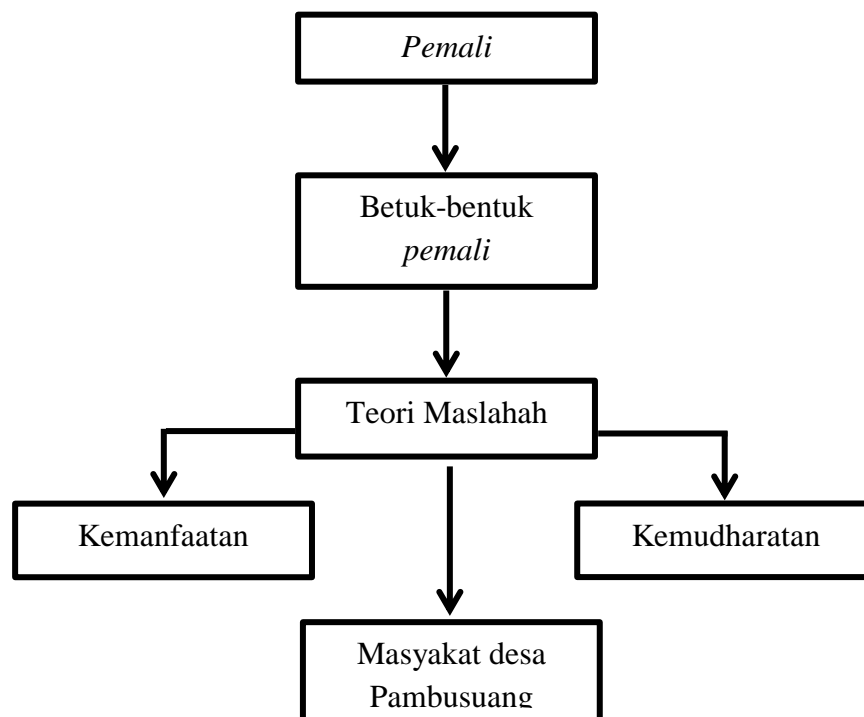 Pemali
Betuk-bentuk
pemali
Teori Maslahah
Kemanfaatan
Kemudharatan
Masyakat desa
Pambusuang